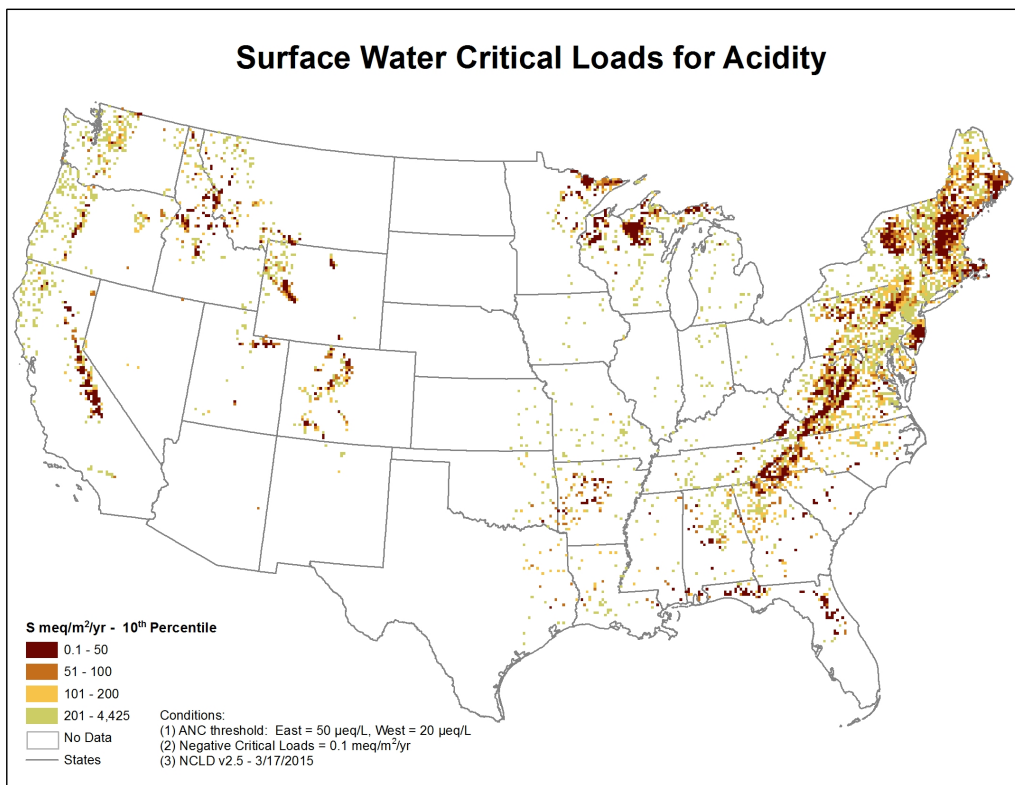 Surface Water Critical Loads for Acidity
S meq/m²/yr - 10th Percentile
0.1 - 50
51 - 100
101 - 200
201 - 4,425
No Data
States
Conditions:
(1) ANC threshold: East = 50 µeq/L, West = 20 µeq/L
(2) Negative Critical Loads = 0.1 meq/m²/yr
(3) NCLD v2.5 - 3/17/2015